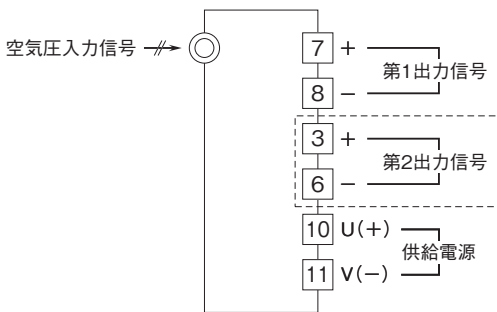 空気圧入力信号
7 +
第1出力信号
8 −
3 +
第2出力信号
6 −
10 U(+)
供給電源
11 V(−)